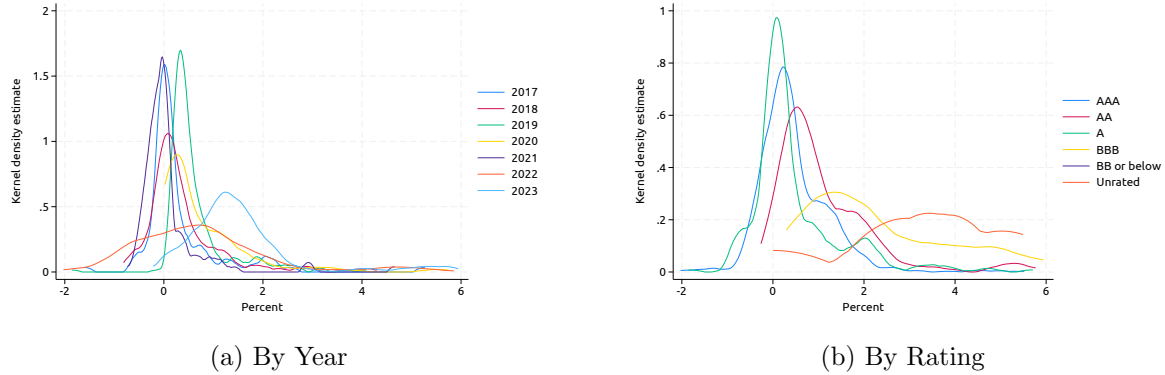 2
1.5
1
.5
0
Kernel density estimate
-2 0 2 4 6
Percent
2017
2018
2019
2020
2021
2022
2023
(a) By Year
1
.8
.6
.4
.2
0
Kernel density estimate
-2 0 2 4 6
Percent
AAA
AA
A
BBB
BB or below
Unrated
(b) By Rating